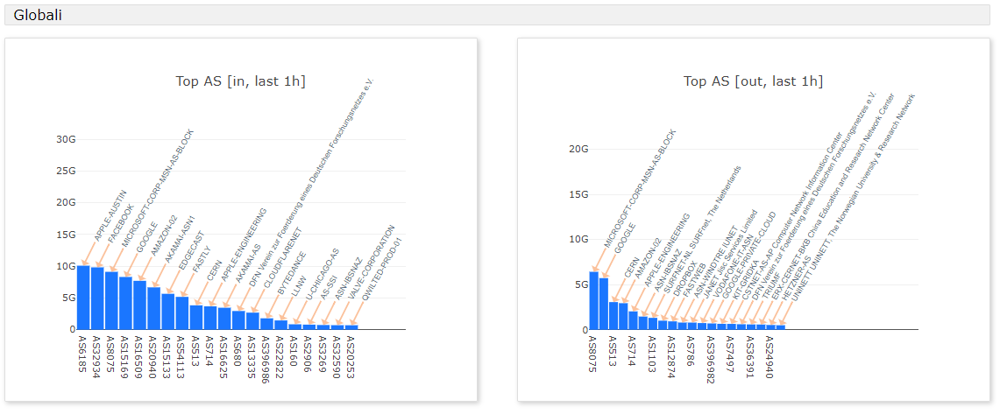 Globali
Top AS [in, last 1h]
30G
25G
20G
15G
10G
5G
0
APPLE-AUSTIN
FACEBOOK
MICROSOFT-CORP-MSN-AS-BLOCK
GOOGLE
AMAZON-02
AKAMAI-ASN1
EDGECAST
FASTLY
CERN
APPLE-ENGINEERING
AKAMAI-AS
DFN Verein zur Foerderung eines Deutschen Forschungsnetzes e.V.
CLOUDFLARENET
BYTEDANCE
LLNW
U-CHICAGO-AS
AS-SSI
ASN-IBSNAZ
VALVE-CORPORATION
QWILTED-PROD-01
AS6185
AS32934
AS8075
AS15169
AS16509
AS20940
AS15133
AS54113
AS513
AS714
AS16625
AS680
AS13335
AS396986
AS22822
AS160
AS2906
AS3269
AS32590
AS20253
Top AS [out, last 1h]
20G
15G
10G
5G
0
MICROSOFT-CORP-MSN-AS-BLOCK
GOOGLE
CERN
AMAZON-02
APPLE-ENGINEERING
ASN-IBSNAZ
SURFNET-NL SURFnet, The Netherlands
DROPBOX
FASTWEB
ASN-WINDTRE IUNET
JANET Jisc Services Limited
VODAFONE-IT-ASN
GOOGLE-PRIVATE-CLOUD
KIT-GRIDKA
CSTNET-AS-AP Computer Network Information Center
DFN Verein zur Foerderung eines Deutschen Forschungsnetzes e.V.
TRIUMF
ERX-CERNET-BKB China Education and Research Network Center
HETZNER-AS
UNINETT UNINETT, The Norwegian University & Research Network
AS8075
AS513
AS714
AS1103
AS12874
AS786
AS396982
AS7497
AS36391
AS24940